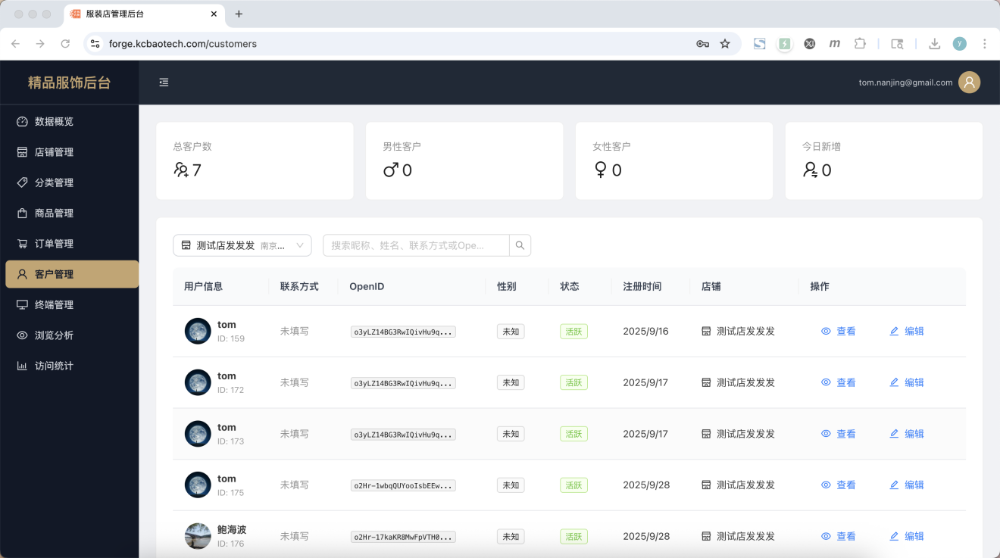 服装店管理后台
forge.kcbaotech.com/customers
y
精品服饰后台
tom.nanjing@gmail.com
数据概览
店铺管理
分类管理
商品管理
订单管理
客户管理
终端管理
浏览分析
访问统计
总客户数 男性客户 女性客户 今日新增
7 0 0 0
测试店发发发 南京... 搜索昵称、姓名、联系方式或Ope...
用户信息 联系方式 OpenID 性别 状态 注册时间 店铺 操作
tom
ID: 159 未填写 o3yLZ14BG3RwIQivHu9q... 未知 活跃 2025/9/16 测试店发发发 查看 编辑
tom
ID: 172 未填写 o3yLZ14BG3RwIQivHu9q... 未知 活跃 2025/9/17 测试店发发发 查看 编辑
tom
ID: 173 未填写 o3yLZ14BG3RwIQivHu9q... 未知 活跃 2025/9/17 测试店发发发 查看 编辑
tom
ID: 175 未填写 o2Hr-1wbqQUYooIsbEEw... 未知 活跃 2025/9/28 测试店发发发 查看 编辑
鲍海波
ID: 176 未填写 o2Hr-17kaKR8MwFpVTH0... 未知 活跃 2025/9/28 测试店发发发 查看 编辑